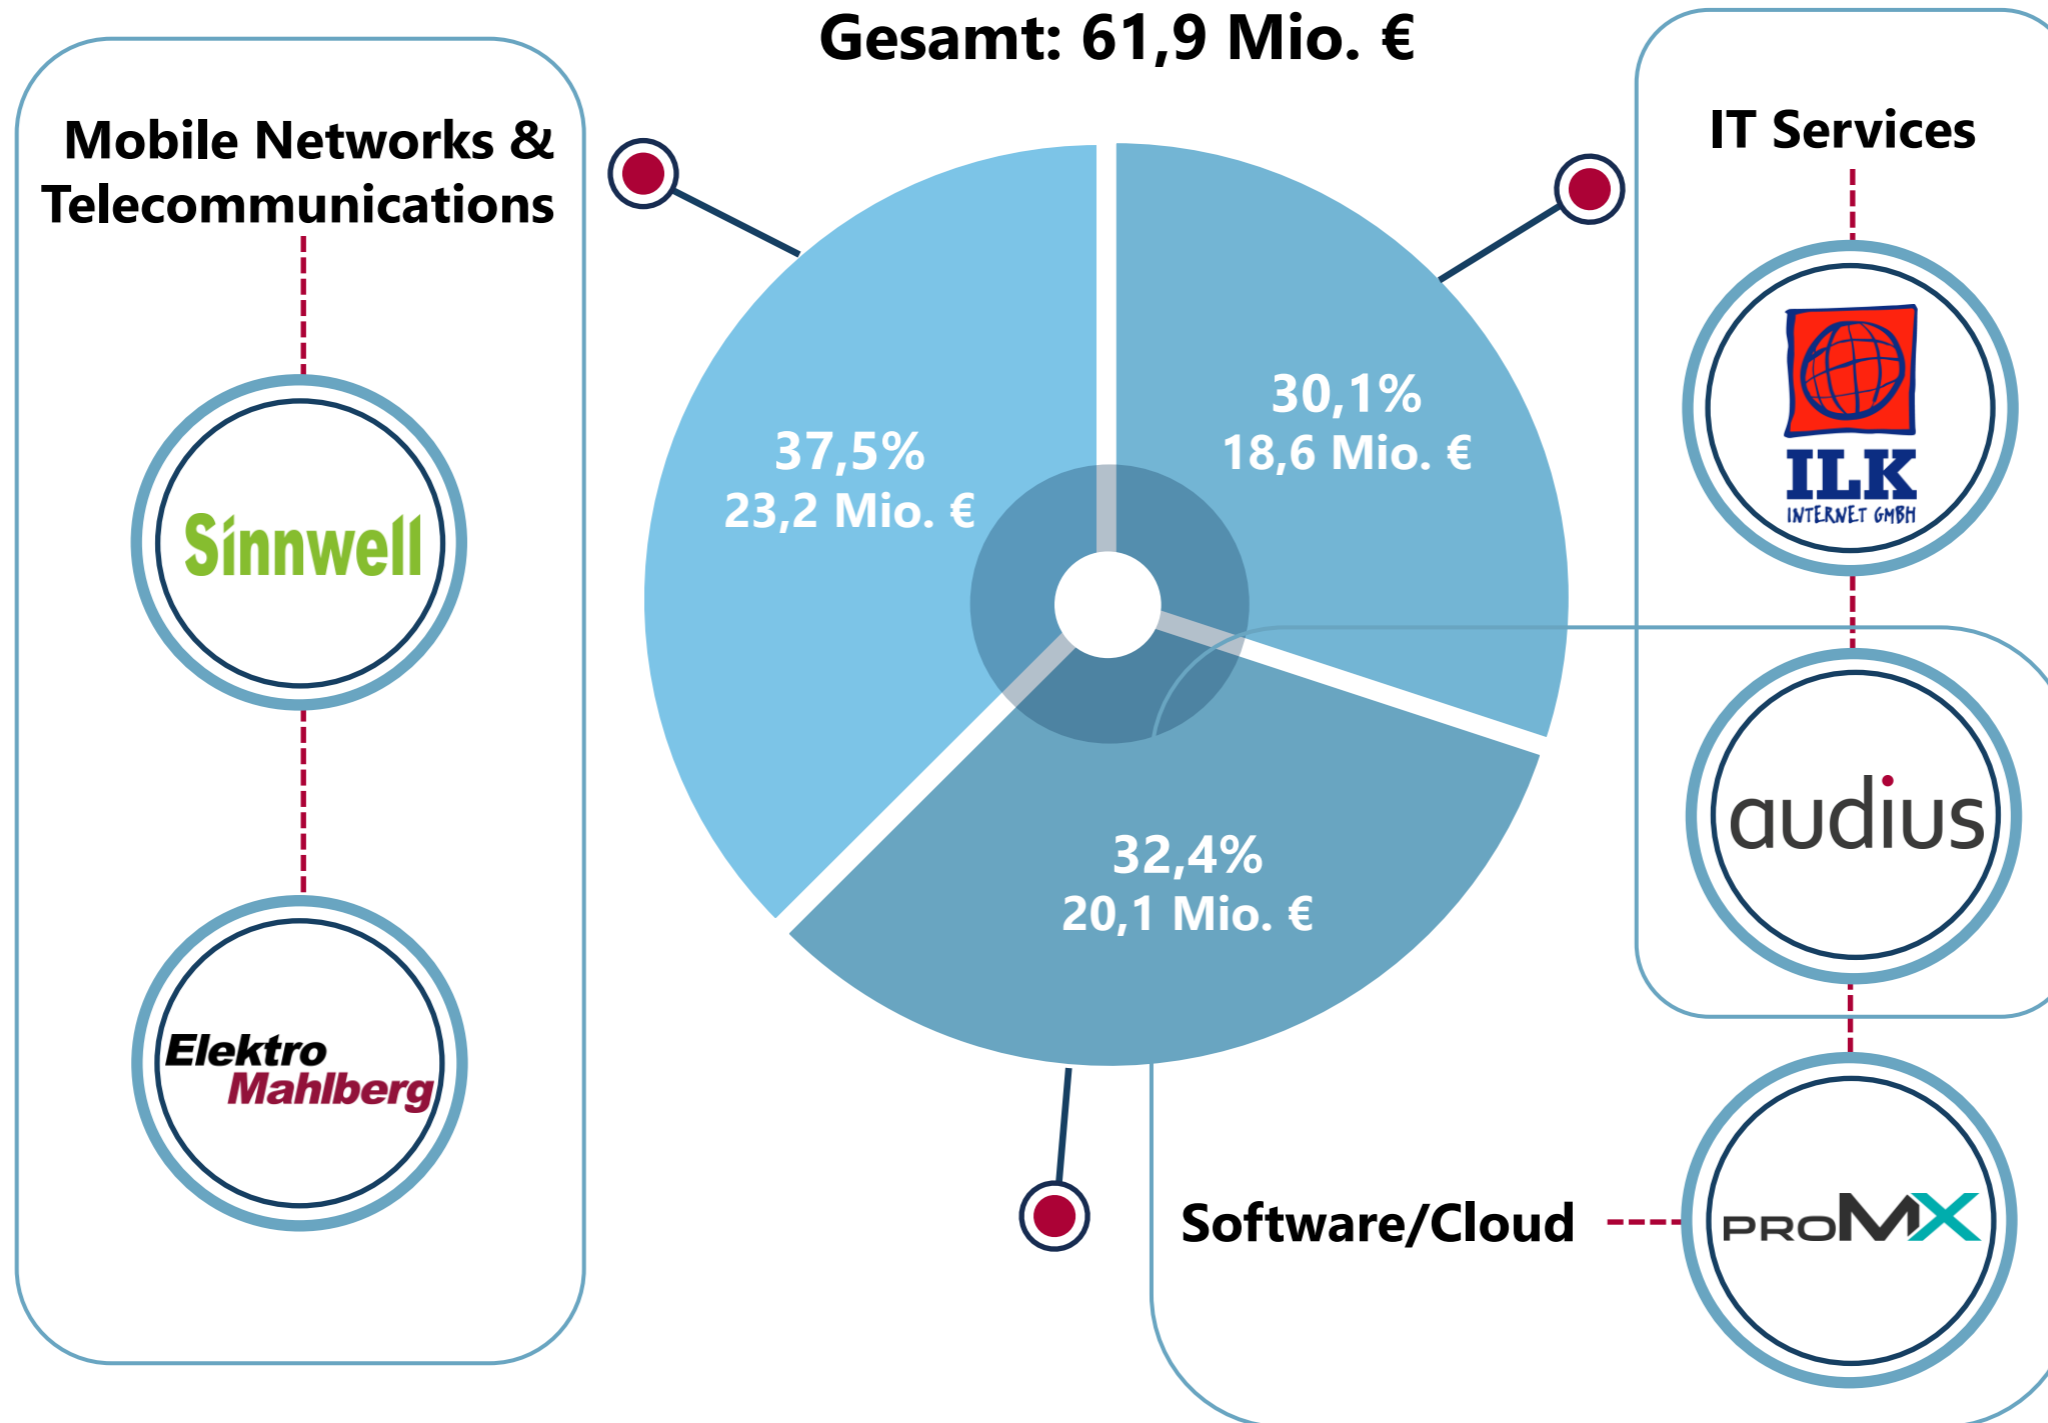 Gesamt: 61,9 Mio. €
Mobile Networks &
Telecommunications
Sinnwell
Elektro
Mahlberg
37,5%
23,2 Mio. €
30,1%
18,6 Mio. €
32,4%
20,1 Mio. €
IT Services
ILK
INTERNET GMBH
audius
Software/Cloud
PROMX